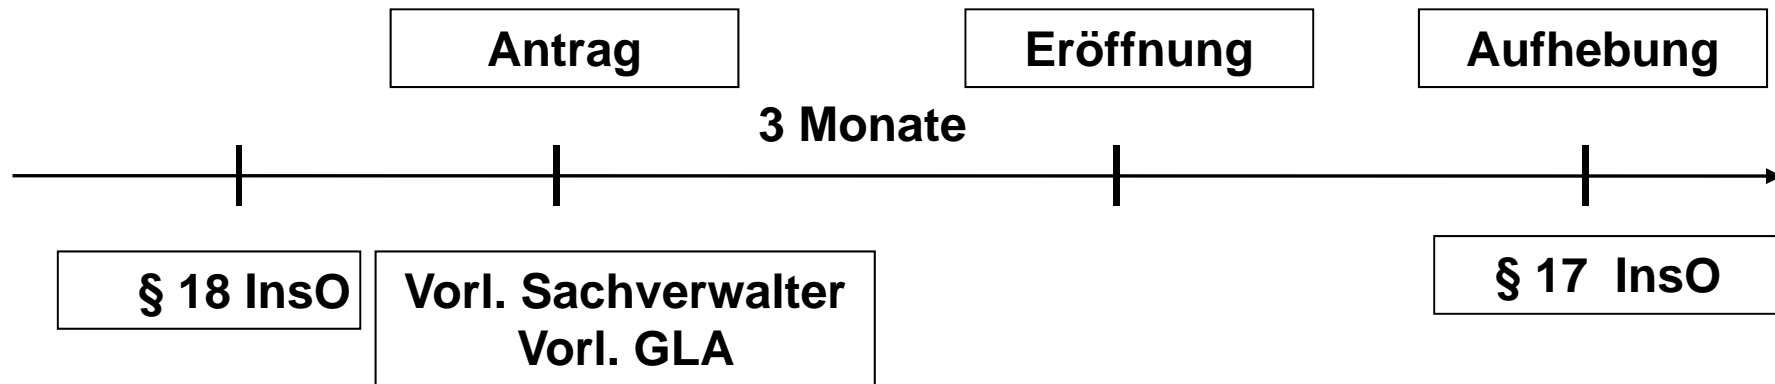 Antrag
Eröffnung
Aufhebung
3 Monate
§ 18 InsO
Vorl. Sachverwalter
Vorl. GLA
§ 17 InsO